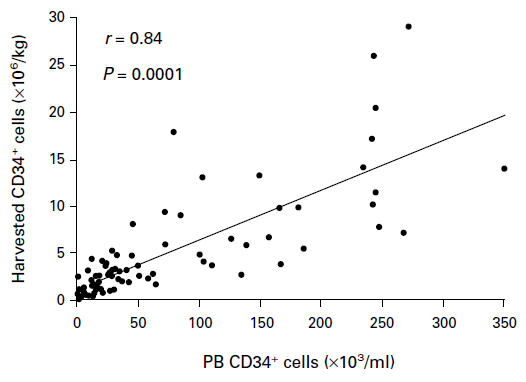 30
r = 0.84
P = 0.0001
25
20
15
10
5
0
Harvested CD34⁺ cells (×10⁶/kg)
0 50 100 150 200 250 300 350
PB CD34⁺ cells (×10³/ml)